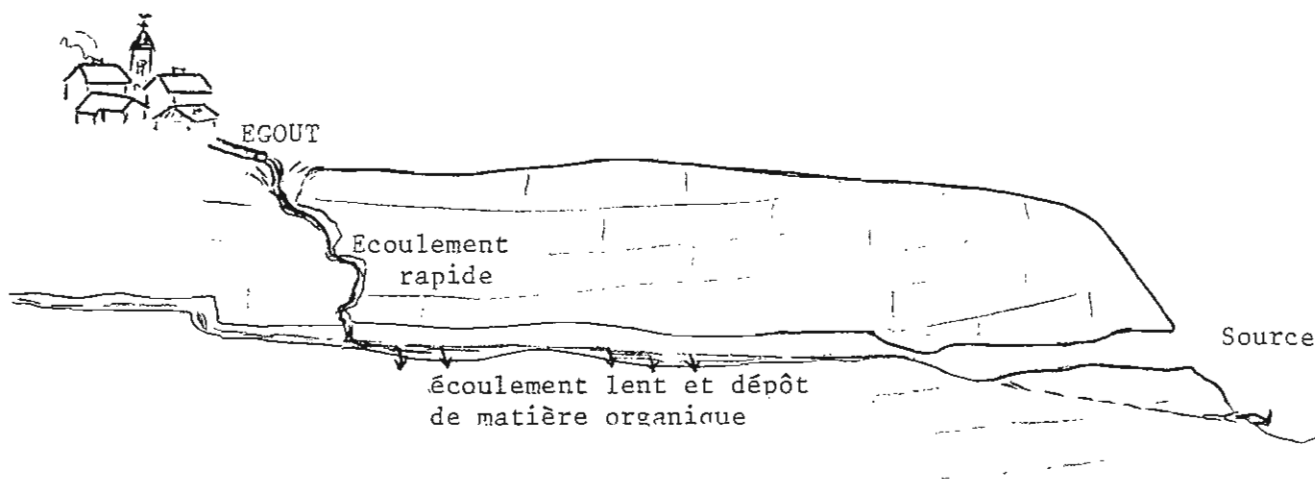 EGOUT
Ecoulement
rapide
Source
écoulement lent et dépôt
de matière organique